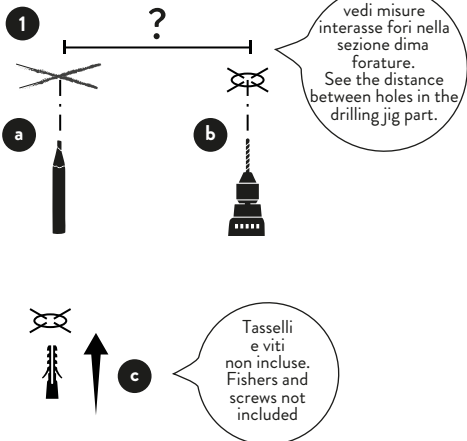 1
?
vedi misure
interasse fori nella
sezione dima
forature.
See the distance
between holes in the
drilling jig part.
a
b
c
Tasselli
e viti
non incluse.
Fishers and
screws not
included